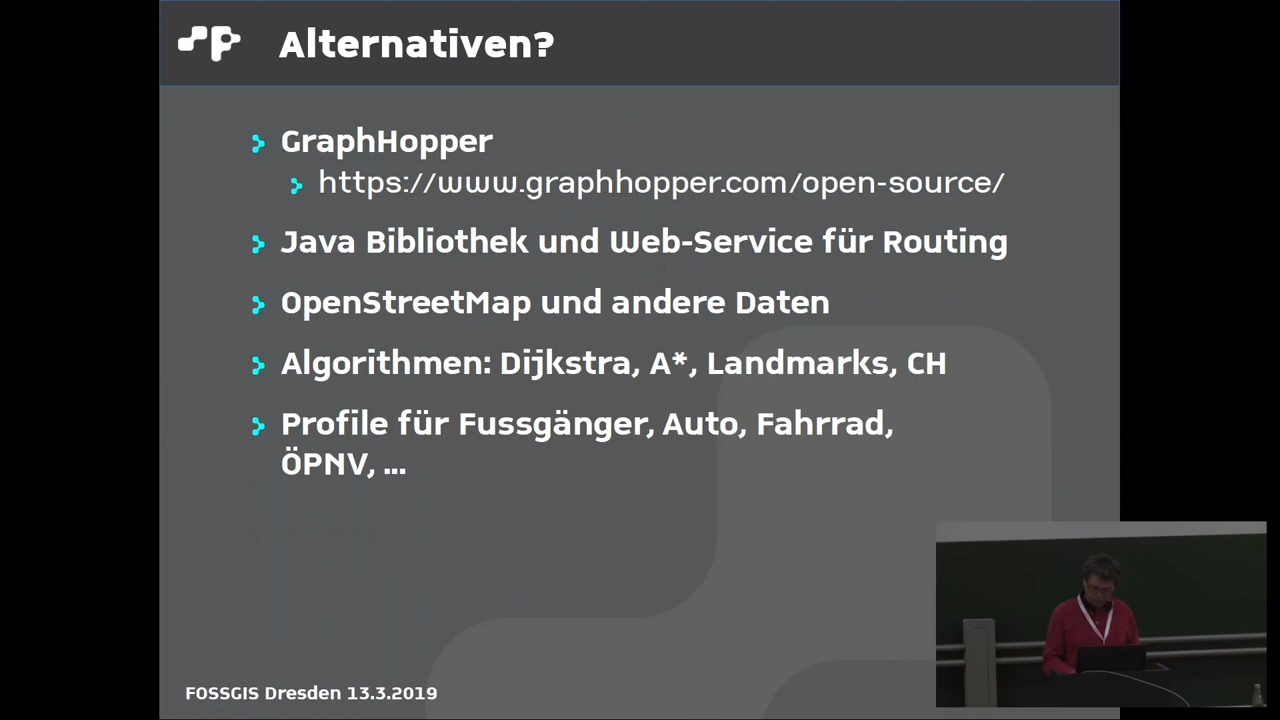 Alternativen?
GraphHopper
https://www.graphhopper.com/open-source/
Java Bibliothek und Web-Service für Routing
OpenStreetMap und andere Daten
Algorithmen: Dijkstra, A*, Landmarks, CH
Profile für Fussgänger, Auto, Fahrrad,
ÖPNV, ...
FOSSGIS Dresden 13.3.2019